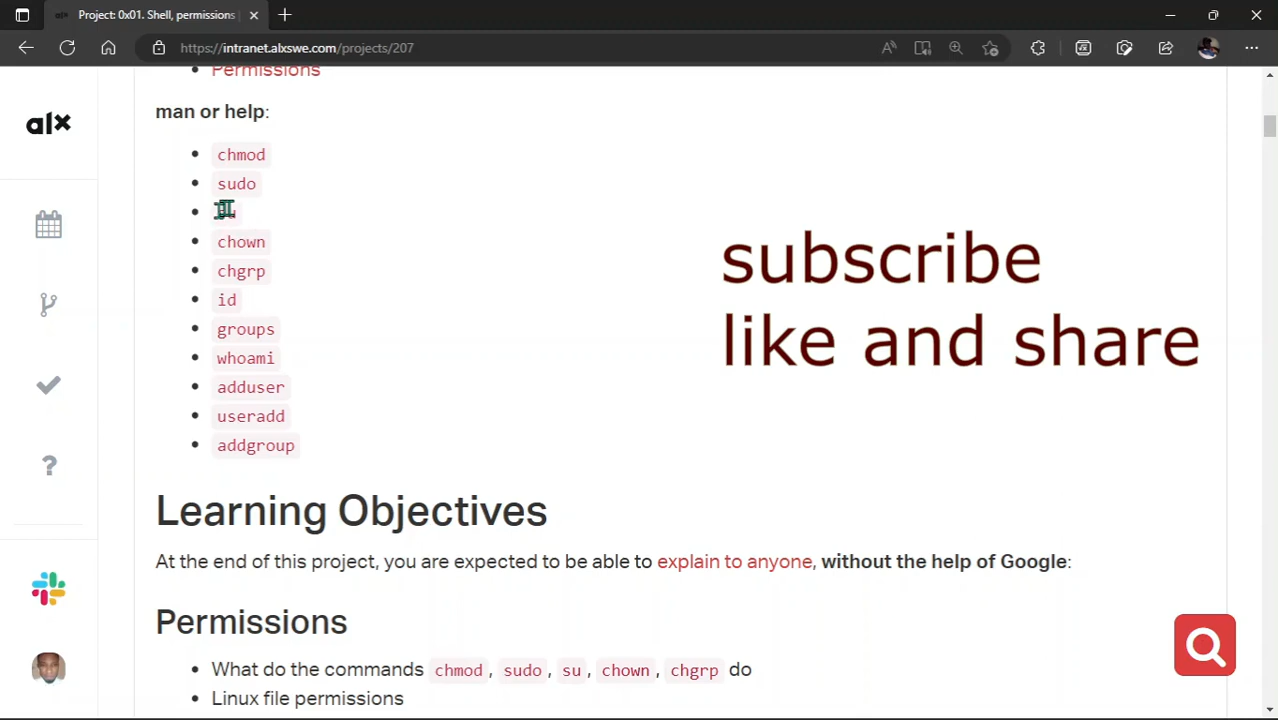 Project: 0x01. Shell, permissions
https://intranet.alxswe.com/projects/207
Permissions
alx
man or help:
chmod
sudo
chown
chgrp
id
groups
whoami
adduser
useradd
addgroup
subscribe
like and share
Learning Objectives
At the end of this project, you are expected to be able to explain to anyone, without the help of Google:
Permissions
What do the commands chmod, sudo, su, chown, chgrp do
Linux file permissions